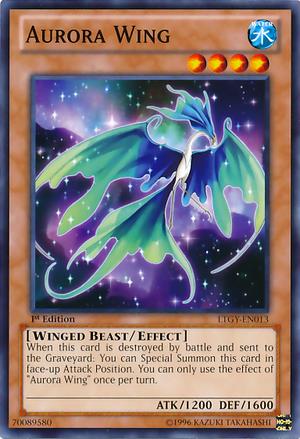 AURORA WING
WATER
水
1st Edition
LTGY-EN013
[WINGED BEAST/EFFECT]
When this card is destroyed by battle and sent
to the Graveyard: You can Special Summon this card in
face-up Attack Position. You can only use the effect of
"Aurora Wing" once per turn.
ATK/1200 DEF/1600
70089580
©1996 KAZUKI TAKAHASHI